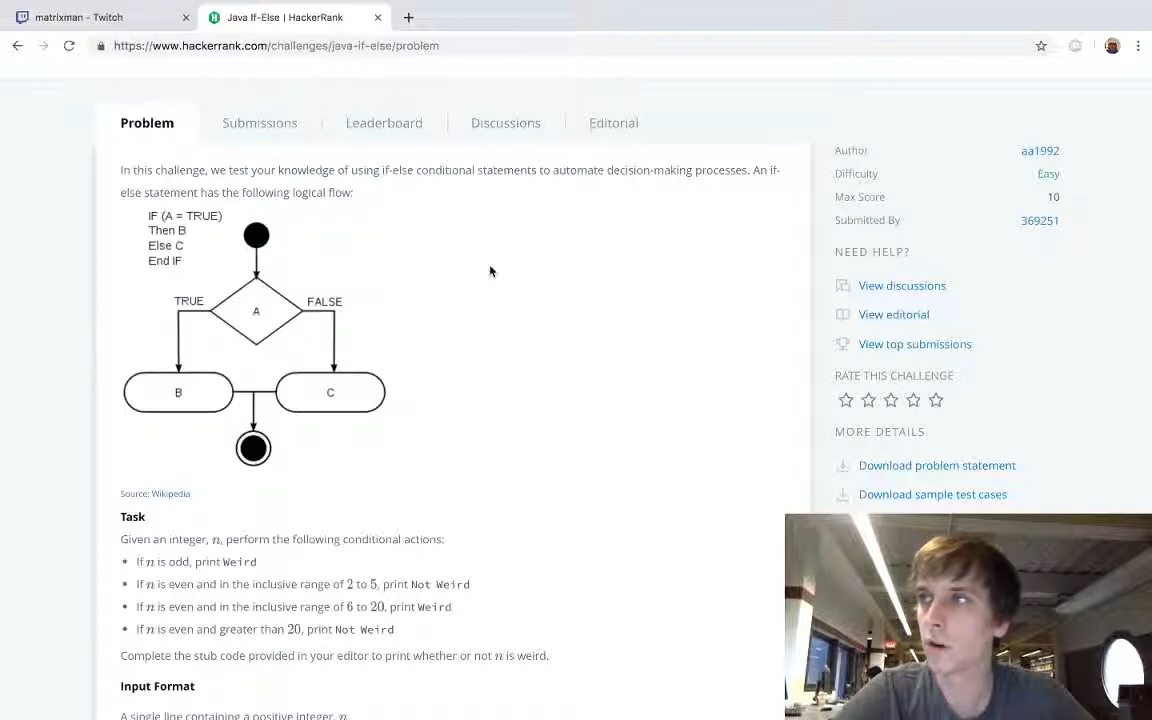 matrixman - Twitch
Java If-Else | HackerRank
https://www.hackerrank.com/challenges/java-if-else/problem
Problem
Submissions
Leaderboard
Discussions
Editorial
In this challenge, we test your knowledge of using if-else conditional statements to automate decision-making processes. An if-
else statement has the following logical flow:
IF (A = TRUE)
Then B
Else C
End IF
TRUE
FALSE
A
B
C
Source: Wikipedia
Task
Given an integer, n, perform the following conditional actions:
• If n is odd, print Weird
• If n is even and in the inclusive range of 2 to 5, print Not Weird
• If n is even and in the inclusive range of 6 to 20, print Weird
• If n is even and greater than 20, print Not Weird
Complete the stub code provided in your editor to print whether or not n is weird.
Input Format
A single line containing a positive integer, n.
Author aa1992
Difficulty Easy
Max Score 10
Submitted By 369251
NEED HELP?
View discussions
View editorial
View top submissions
RATE THIS CHALLENGE
MORE DETAILS
Download problem statement
Download sample test cases